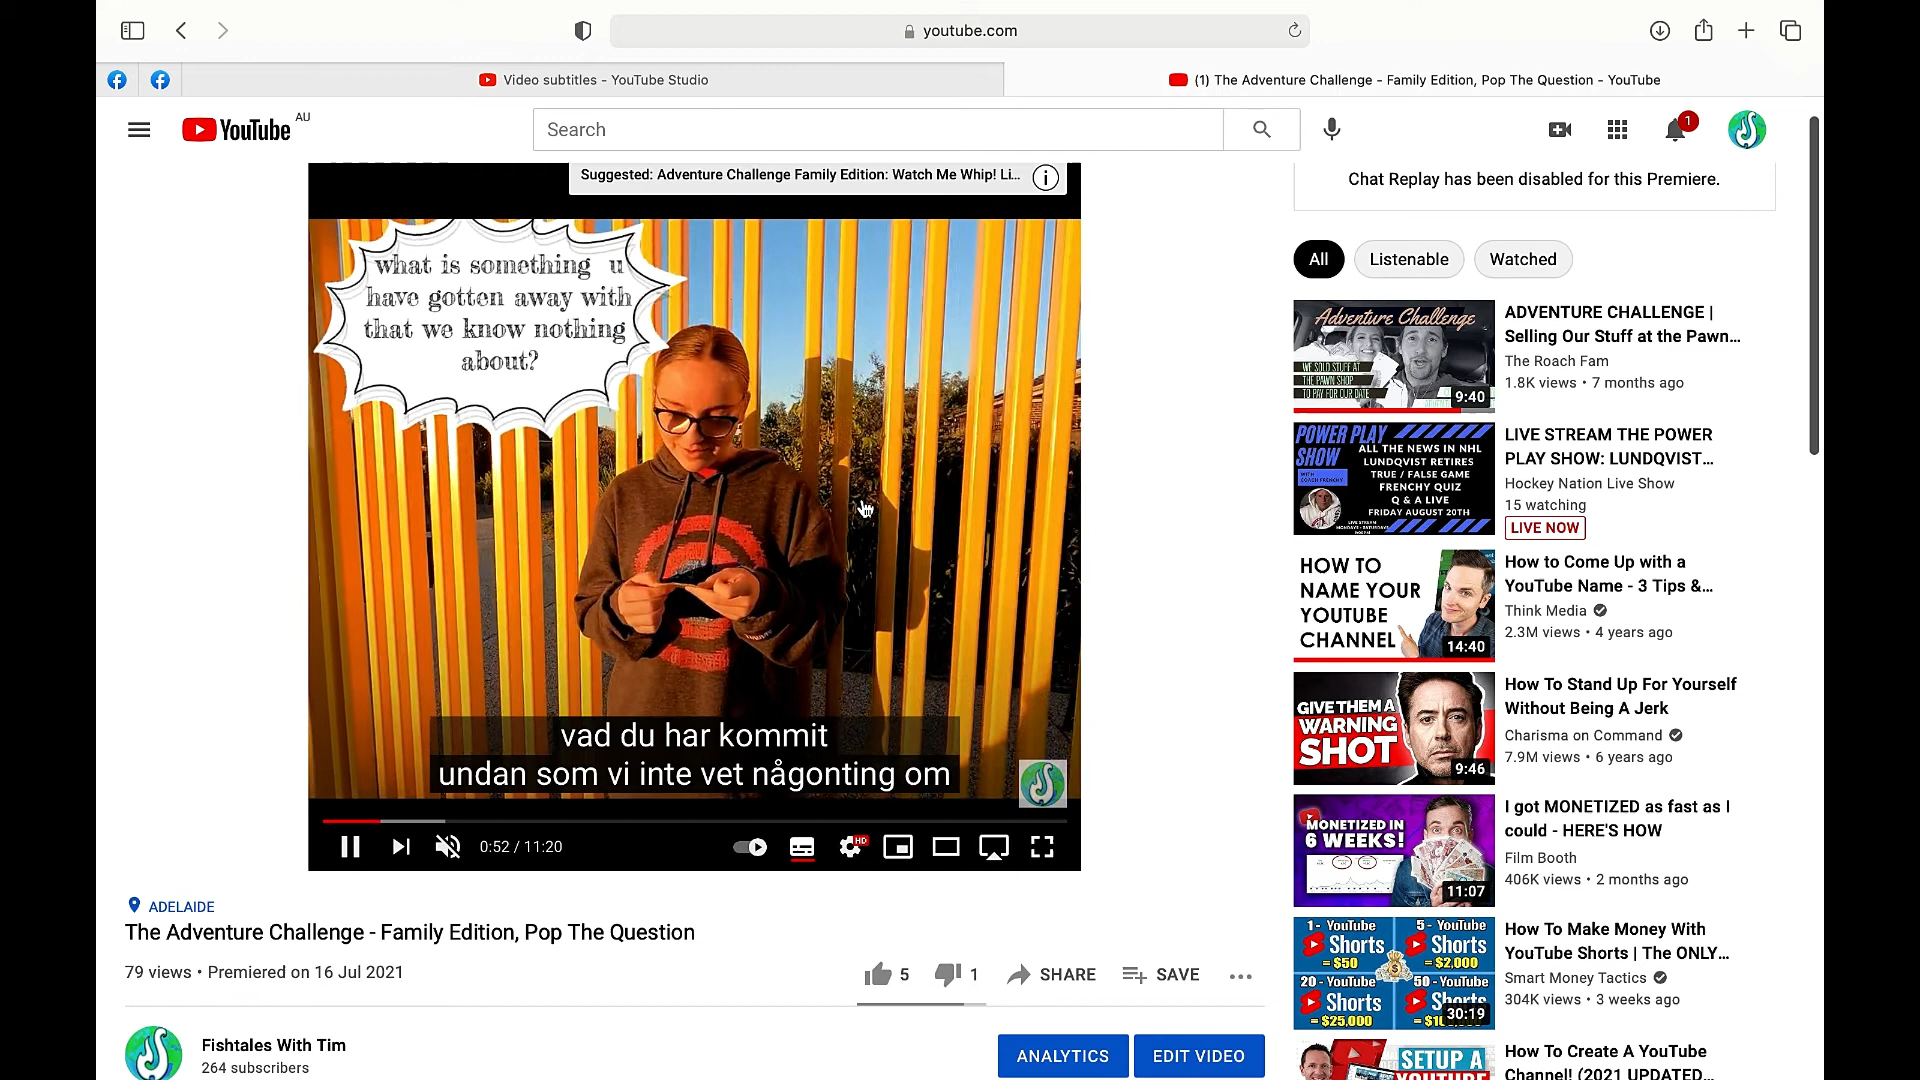 youtube.com
Video subtitles - YouTube Studio
(1) The Adventure Challenge - Family Edition, Pop The Question - YouTube
YouTube AU
Search
1
Suggested: Adventure Challenge Family Edition: Watch Me Whip! Li...
what is something u
have gotten away with
that we know nothing
about?
vad du har kommit
undan som vi inte vet någonting om
0:52 / 11:20
HD
ADELAIDE
The Adventure Challenge - Family Edition, Pop The Question
79 views • Premiered on 16 Jul 2021
5
1
SHARE
SAVE
Fishtales With Tim
264 subscribers
ANALYTICS
EDIT VIDEO
Chat Replay has been disabled for this Premiere.
All
Listenable
Watched
Adventure Challenge
WE SOLD STUFF AT
THE PAWN SHOP
TO PAY FOR OUR DATE
9:40
ADVENTURE CHALLENGE |
Selling Our Stuff at the Pawn...
The Roach Fam
1.8K views • 7 months ago
POWER PLAY
SHOW
WITH
COACH FRENCHY
ALL THE NEWS IN NHL
LUNDQVIST RETIRES
TRUE / FALSE GAME
FRENCHY QUIZ
Q & A LIVE
FRIDAY AUGUST 20TH
LIVE STREAM THE POWER
PLAY SHOW: LUNDQVIST...
Hockey Nation Live Show
15 watching
LIVE NOW
HOW TO
NAME YOUR
YOUTUBE
CHANNEL
14:40
How to Come Up with a
YouTube Name - 3 Tips &...
Think Media
2.3M views • 4 years ago
GIVE THEM A
WARNING
SHOT
9:46
How To Stand Up For Yourself
Without Being A Jerk
Charisma on Command
7.9M views • 6 years ago
MONETIZED IN
6 WEEKS!
11:07
I got MONETIZED as fast as I
could - HERE'S HOW
Film Booth
406K views • 2 months ago
1 - YouTube
Shorts
= $50
5 - YouTube
Shorts
= $2,000
20 - YouTube
Shorts
= $25,000
50 - YouTube
Shorts
30:19
How To Make Money With
YouTube Shorts | The ONLY...
Smart Money Tactics
304K views • 3 weeks ago
SETUP A
How To Create A YouTube
Channel! (2021 UPDATED...